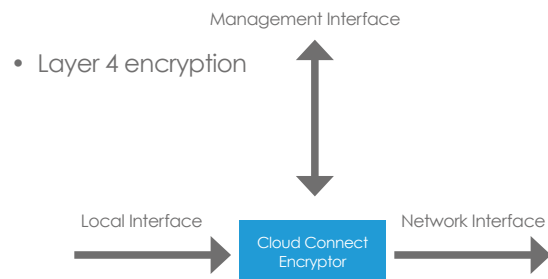 Management Interface
• Layer 4 encryption
Local Interface
Cloud Connect
Encryptor
Network Interface